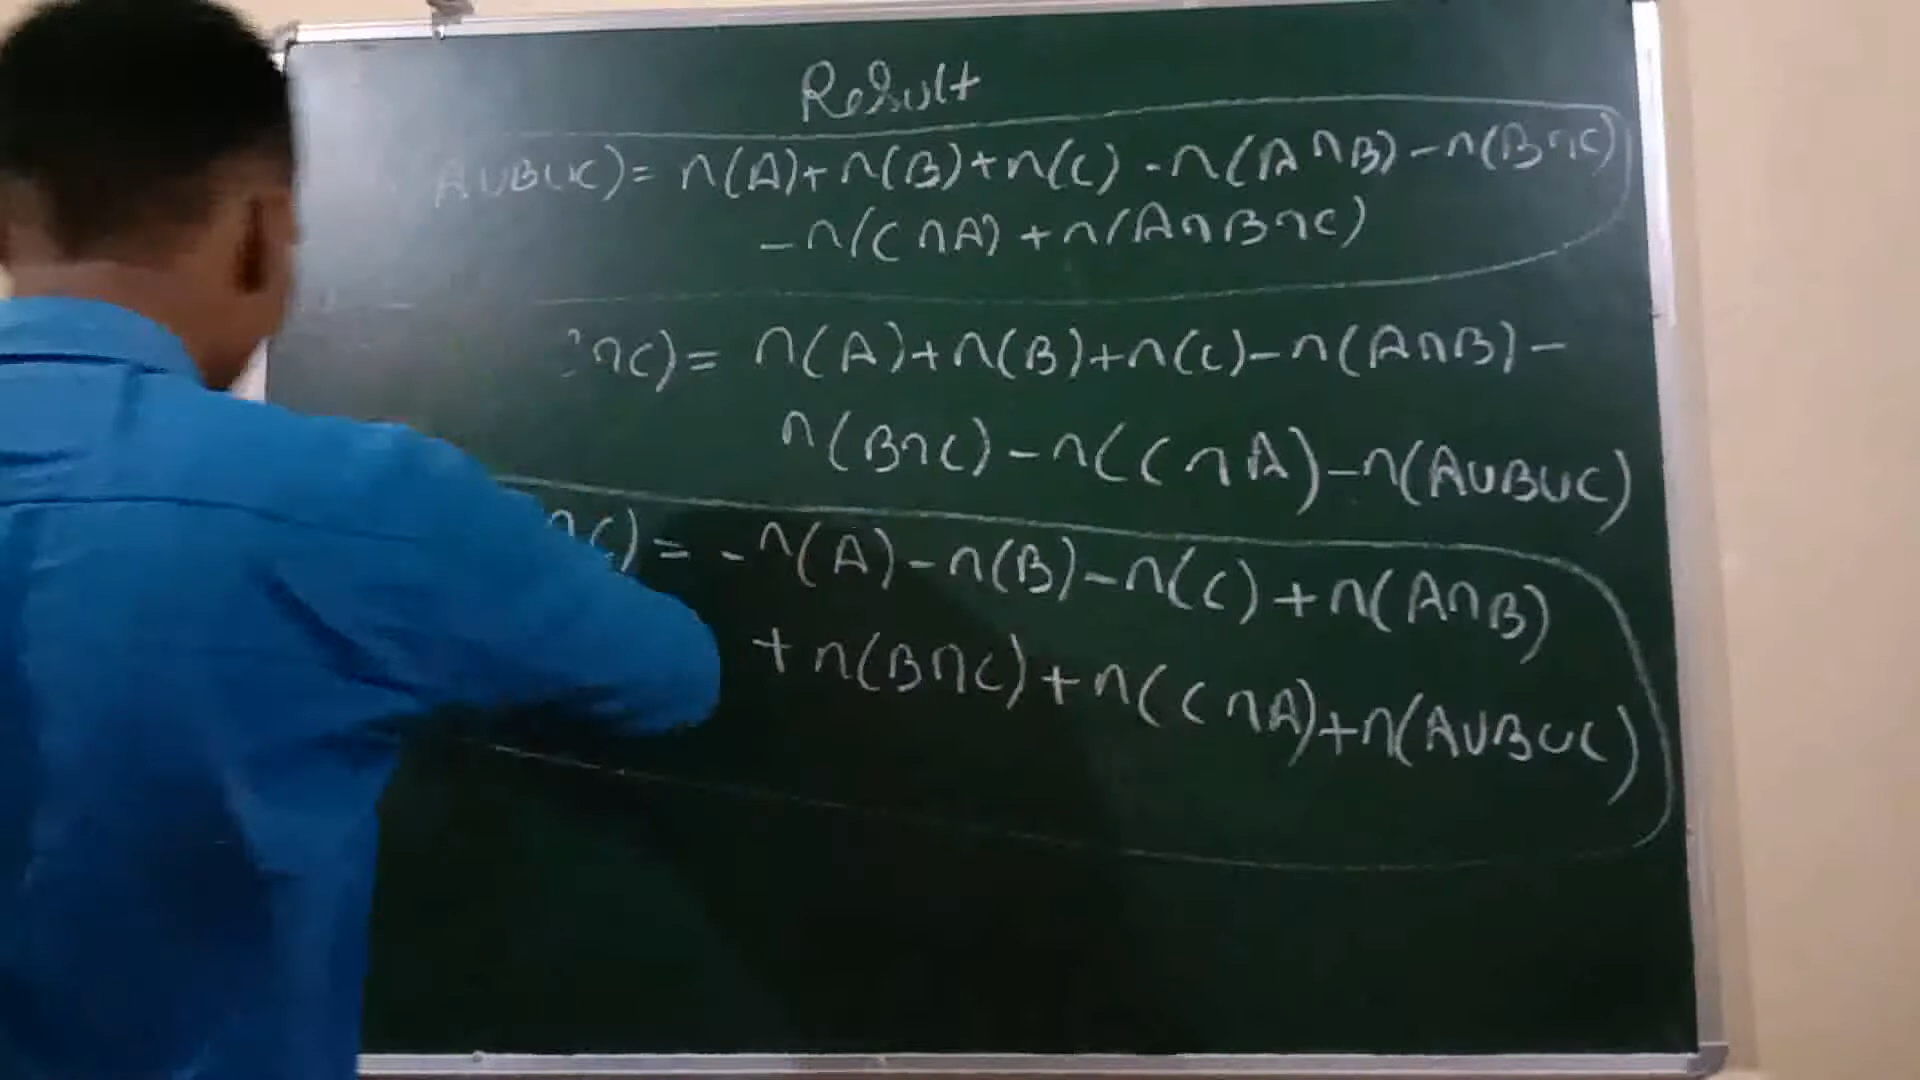 Result
AUBUC) = n(A)+n(B)+n(C) - n(A∩B) - n(B∩C)
- n(C∩A) + n(A∩B∩C)
∩C) = n(A)+n(B)+n(C) - n(A∩B) -
n(B∩C) - n(C∩A) - n(AUBUC)
∩C) = - n(A) - n(B) - n(C) + n(A∩B)
+ n(B∩C) + n(C∩A) + n(AUBUC)